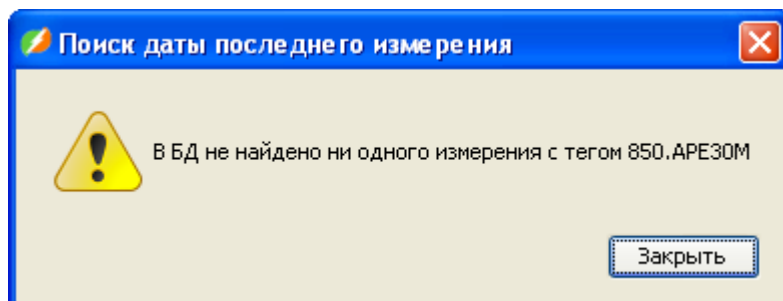 Поиск даты последнего измерения
В БД не найдено ни одного измерения с тегом 850.APE30M
Закрыть